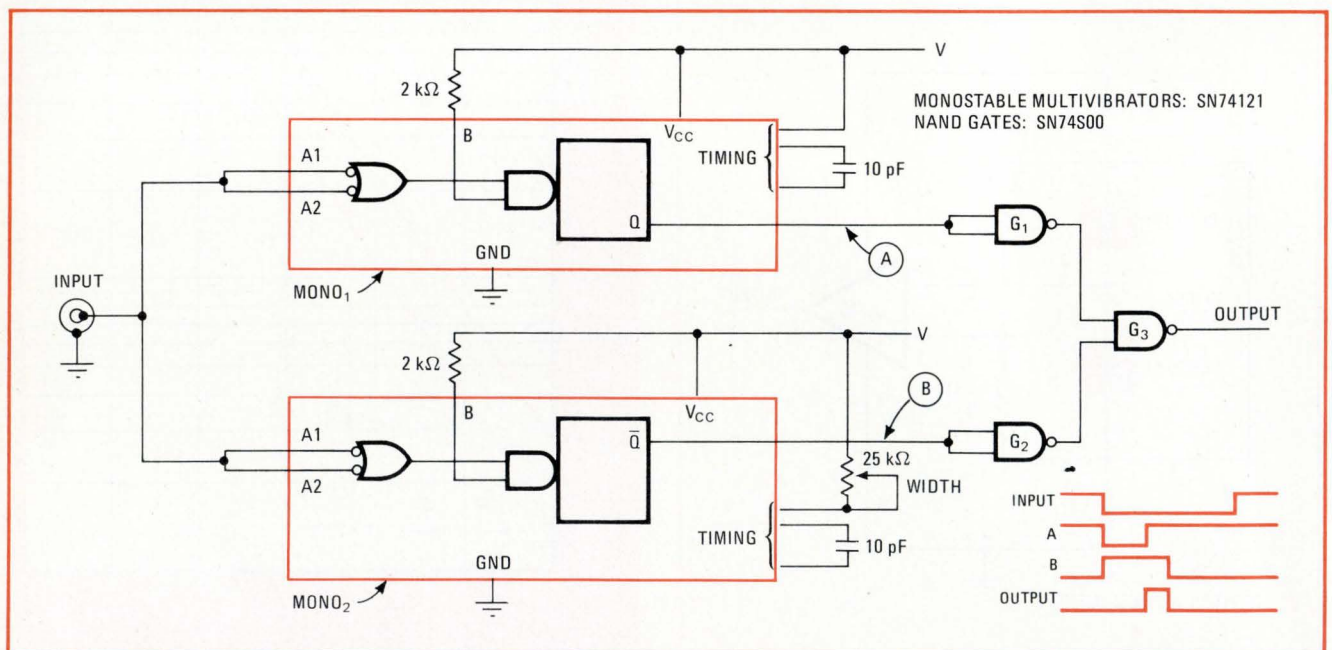 V
2 kΩ
MONOSTABLE MULTIVIBRATORS: SN74121
NAND GATES: SN74S00
B
VCC
TIMING
10 pF
A1
A2
Q
G1
A
GND
MONO1
INPUT
G3
OUTPUT
V
2 kΩ
B
VCC
B
A1
A2
Q̅
G2
25 kΩ
WIDTH
TIMING
10 pF
GND
MONO2
INPUT
A
B
OUTPUT